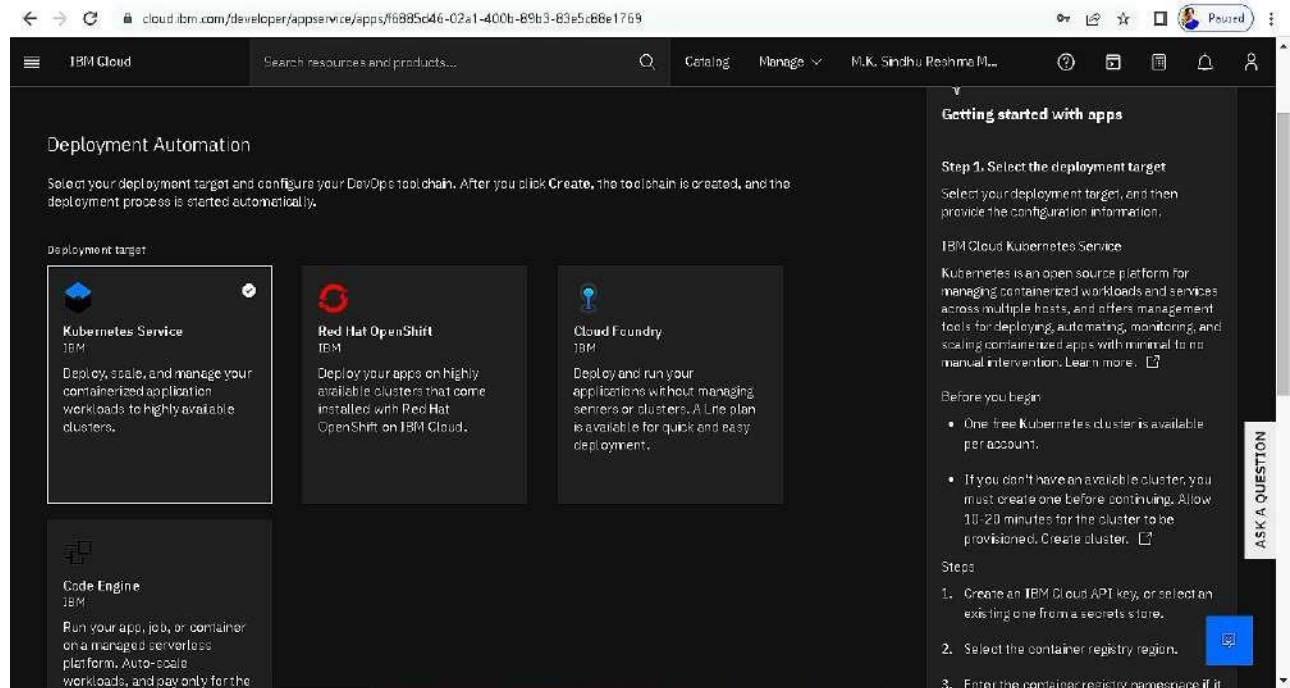 cloud.ibm.com/developer/appservice/apps/f6885d46-02a1-400b-89b3-83e5c88e1769
Paused
IBM Cloud
Search resources and products...
Catalog
Manage
M.K. Sindhu Reshma M...
Deployment Automation
Select your deployment target and configure your DevOps toolchain. After you click Create, the toolchain is created, and the
deployment process is started automatically.
Deployment target
Kubernetes Service
IBM
Deploy, scale, and manage your
containerized application
workloads to highly available
clusters.
Red Hat OpenShift
IBM
Deploy your apps on highly
available clusters that come
installed with Red Hat
OpenShift on IBM Cloud.
Cloud Foundry
IBM
Deploy and run your
applications without managing
servers or clusters. A Lite plan
is available for quick and easy
deployment.
Code Engine
IBM
Run your app, job, or container
on a managed serverless
platform. Auto-scale
workloads, and pay only for the
Getting started with apps
Step 1. Select the deployment target
Select your deployment target, and then
provide the configuration information.
IBM Cloud Kubernetes Service
Kubernetes is an open source platform for
managing containerized workloads and services
across multiple hosts, and offers management
tools for deploying, automating, monitoring, and
scaling containerized apps with minimal to no
manual intervention. Learn more.
Before you begin
• One free Kubernetes cluster is available
per account.
• If you don't have an available cluster, you
must create one before continuing. Allow
10-20 minutes for the cluster to be
provisioned. Create cluster.
Steps
1. Create an IBM Cloud API key, or select an
existing one from a secrets store.
2. Select the container registry region.
3. Enter the container registry namespace if it
ASK A QUESTION